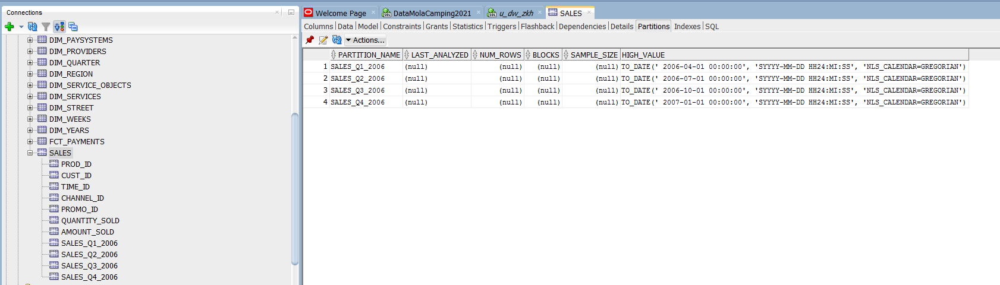 Connections
DIM_PAYSYSTEMS
DIM_PROVIDERS
DIM_QUARTER
DIM_REGION
DIM_SERVICE_OBJECTS
DIM_SERVICES
DIM_STREET
DIM_WEEKS
DIM_YEARS
FCT_PAYMENTS
SALES
PROD_ID
CUST_ID
TIME_ID
CHANNEL_ID
PROMO_ID
QUANTITY_SOLD
AMOUNT_SOLD
SALES_Q1_2006
SALES_Q2_2006
SALES_Q3_2006
SALES_Q4_2006
Welcome Page DataMolaCamping2021 u_dw_zkh SALES
Columns Data Model Constraints Grants Statistics Triggers Flashback Dependencies Details Partitions Indexes SQL
Actions...
PARTITION_NAME LAST_ANALYZED NUM_ROWS BLOCKS SAMPLE_SIZE HIGH_VALUE
1 SALES_Q1_2006 (null) (null) (null) (null) TO_DATE(' 2006-04-01 00:00:00', 'SYYYY-MM-DD HH24:MI:SS', 'NLS_CALENDAR=GREGORIAN')
2 SALES_Q2_2006 (null) (null) (null) (null) TO_DATE(' 2006-07-01 00:00:00', 'SYYYY-MM-DD HH24:MI:SS', 'NLS_CALENDAR=GREGORIAN')
3 SALES_Q3_2006 (null) (null) (null) (null) TO_DATE(' 2006-10-01 00:00:00', 'SYYYY-MM-DD HH24:MI:SS', 'NLS_CALENDAR=GREGORIAN')
4 SALES_Q4_2006 (null) (null) (null) (null) TO_DATE(' 2007-01-01 00:00:00', 'SYYYY-MM-DD HH24:MI:SS', 'NLS_CALENDAR=GREGORIAN')